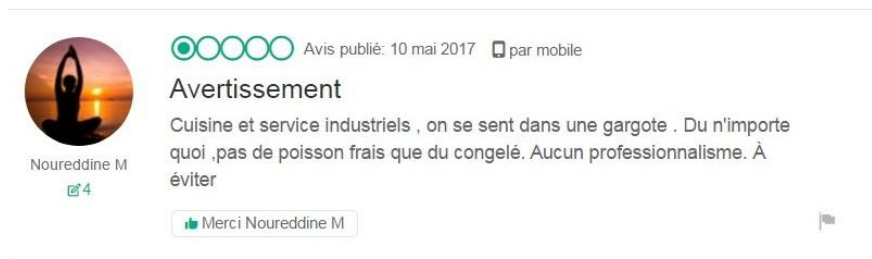 Avis publié: 10 mai 2017 par mobile
Avertissement
Cuisine et service industriels , on se sent dans une gargote . Du n'importe
quoi ,pas de poisson frais que du congelé. Aucun professionnalisme. À
éviter
Noureddine M
4
Merci Noureddine M